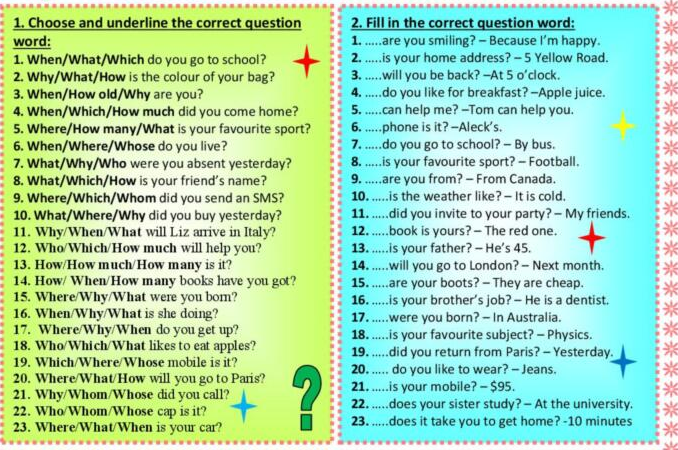 1. Choose and underline the correct question
word:
1. When/What/Which do you go to school?
2. Why/What/How is the colour of your bag?
3. When/How old/Why are you?
4. When/Which/How much did you come home?
5. Where/How many/What is your favourite sport?
6. When/Where/Whose do you live?
7. What/Why/Who were you absent yesterday?
8. What/Which/How is your friend's name?
9. Where/Which/Whom did you send an SMS?
10. What/Where/Why did you buy yesterday?
11. Why/When/What will Liz arrive in Italy?
12. Who/Which/How much will help you?
13. How/How much/How many is it?
14. How/ When/How many books have you got?
15. Where/Why/What were you born?
16. When/Why/What is she doing?
17. Where/Why/When do you get up?
18. Who/Which/What likes to eat apples?
19. Which/Where/Whose mobile is it?
20. Where/What/How will you go to Paris?
21. Why/Whom/Whose did you call?
22. Who/Whom/Whose cap is it?
23. Where/What/When is your car?
?
2. Fill in the correct question word:
1. .....are you smiling? – Because I'm happy.
2. .....is your home address? – 5 Yellow Road.
3. .....will you be back? –At 5 o'clock.
4. .....do you like for breakfast? –Apple juice.
5. .....can help me? –Tom can help you.
6. .....phone is it? –Aleck's.
7. .....do you go to school? – By bus.
8. .....is your favourite sport? – Football.
9. .....are you from? – From Canada.
10. .....is the weather like? – It is cold.
11. .....did you invite to your party? – My friends.
12. .....book is yours? – The red one.
13. .....is your father? – He's 45.
14. .....will you go to London? – Next month.
15. .....are your boots? – They are cheap.
16. .....is your brother's job? – He is a dentist.
17. .....were you born? – In Australia.
18. .....is your favourite subject? – Physics.
19. .....did you return from Paris? – Yesterday.
20. ..... do you like to wear? – Jeans.
21. .....is your mobile? – $95.
22. .....does your sister study? – At the university.
23. .....does it take you to get home? -10 minutes